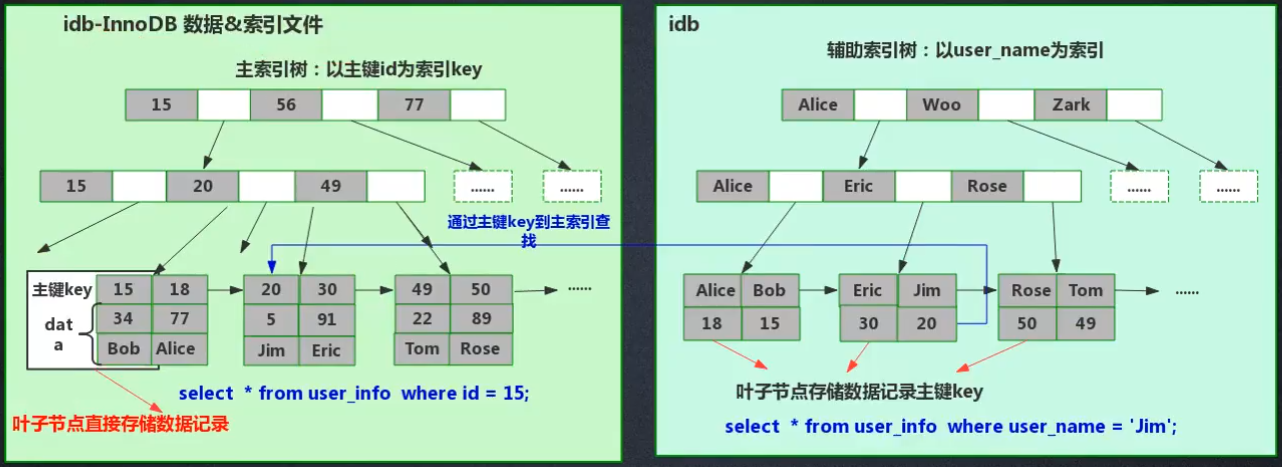 idb-InnoDB 数据&索引文件
主索引树：以主键id为索引key
15 56 77
15 20 49 ...... ......
通过主键key到主索引查
找
主键key 15 18 20 30 49 50 ......
dat
a
34 77 5 91 22 89
Bob Alice Jim Eric Tom Rose
select * from user_info where id = 15;
叶子节点直接存储数据记录
idb
辅助索引树：以user_name为索引
Alice Woo Zark
Alice Eric Rose ...... ......
Alice Bob Eric Jim Rose Tom ......
18 15 30 20 50 49
叶子节点存储数据记录主键key
select * from user_info where user_name = 'Jim';